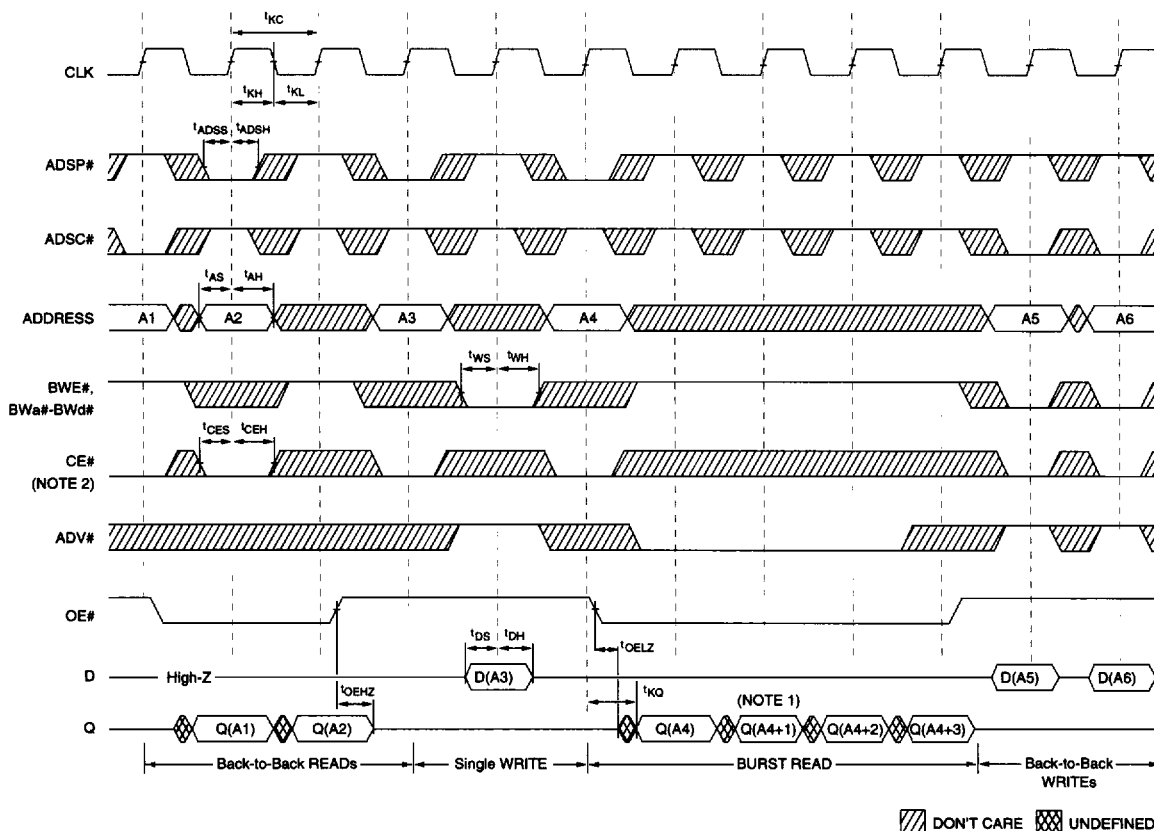 tKC
CLK
tKH tKL
tADSS tADSH
ADSP#
ADSC#
tAS tAH
ADDRESS A1 A2 A3 A4 A5 A6
tWS tWH
BWE#,
BWa#-BWd#
tCES tCEH
CE#
(NOTE 2)
ADV#
OE#
tDS tDH tOELZ
D High-Z D(A3) D(A5) D(A6)
tOEHZ tKQ (NOTE 1)
Q Q(A1) Q(A2) Q(A4) Q(A4+1) Q(A4+2) Q(A4+3)
Back-to-Back READs Single WRITE BURST READ Back-to-Back
WRITEs
DON'T CARE UNDEFINED